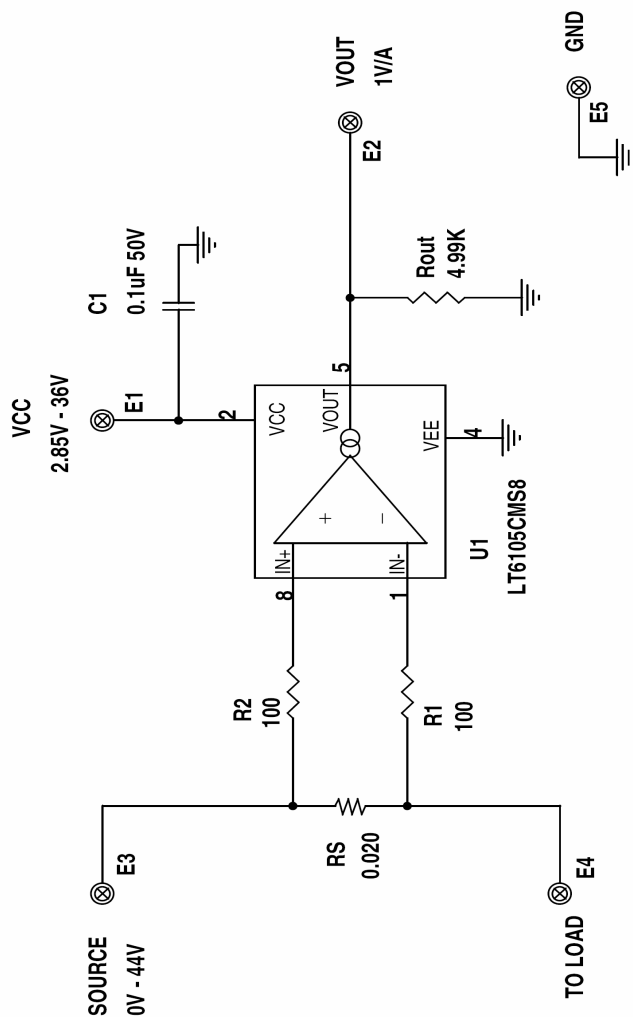 VCC
2.85V - 36V
E1
C1
0.1uF 50V
VOUT
1V/A
E2
GND
E5
SOURCE
0V - 44V
E3
RS
0.020
R2
100
R1
100
8
IN+
1
IN-
+
−
2
VCC
VOUT
5
VEE
4
U1
LT6105CMS8
Rout
4.99K
E4
TO LOAD